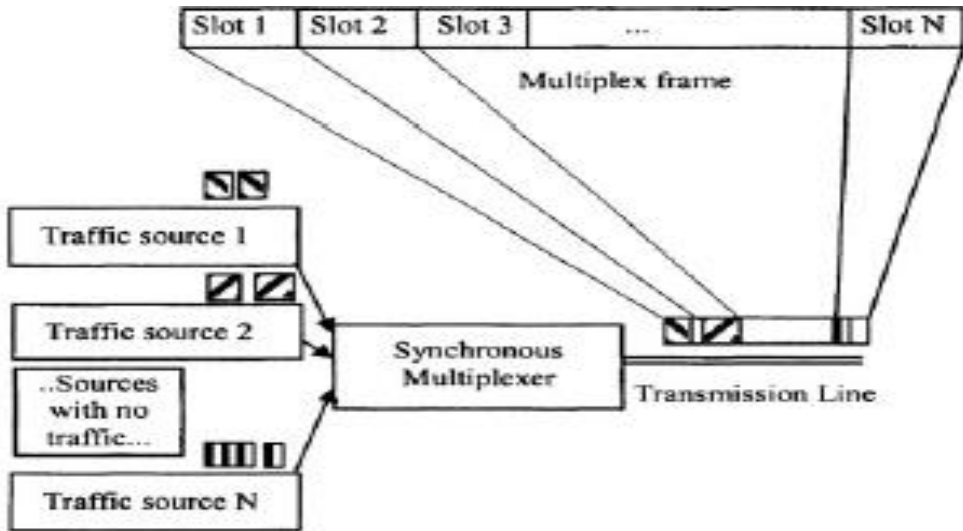 Slot 1 Slot 2 Slot 3 ... Slot N
Multiplex frame
Traffic source 1
Traffic source 2
Synchronous
Multiplexer
Transmission Line
..Sources
with no
traffic...
Traffic source N